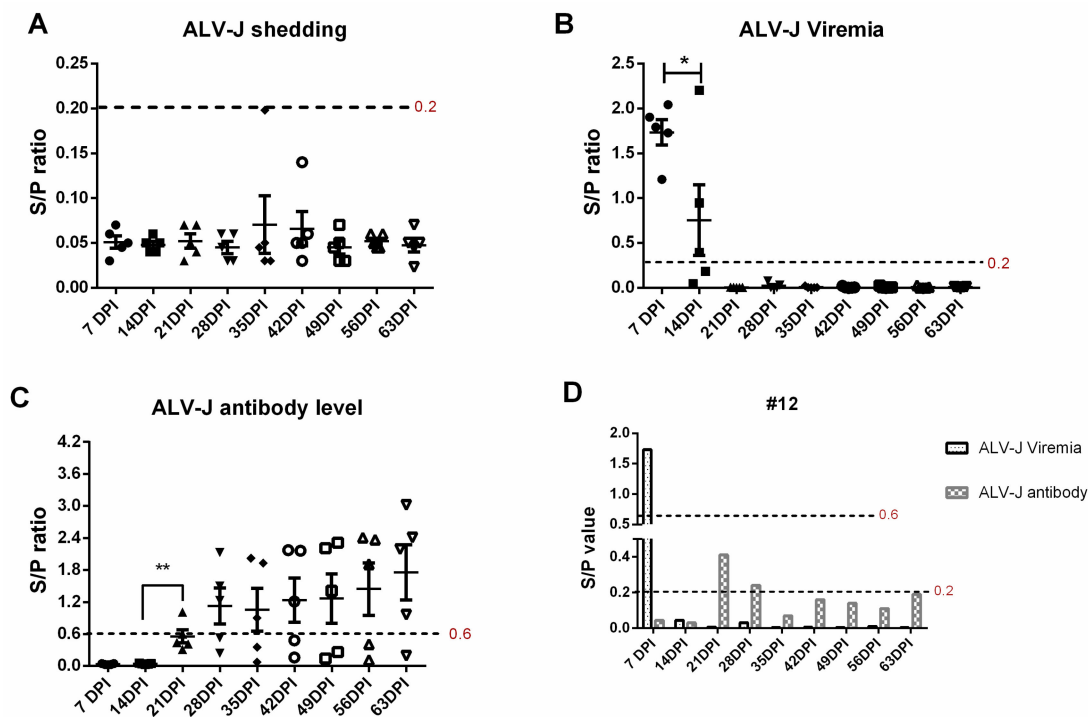 A
ALV-J shedding
S/P ratio
0.25
0.20
0.15
0.10
0.05
0.00
0.2
7 DPI
14DPI
21DPI
28DPI
35DPI
42DPI
49DPI
56DPI
63DPI
B
ALV-J Viremia
S/P ratio
2.5
2.0
1.5
1.0
0.5
0.0
*
0.2
7 DPI
14DPI
21DPI
28DPI
35DPI
42DPI
49DPI
56DPI
63DPI
C
ALV-J antibody level
S/P ratio
4.2
3.6
3.0
2.4
1.8
1.2
0.6
0.0
**
0.6
7 DPI
14DPI
21DPI
28DPI
35DPI
42DPI
49DPI
56DPI
63DPI
D
#12
S/P value
2.0
1.5
1.0
0.5
0.4
0.2
0.0
0.6
0.2
7 DPI
14DPI
21DPI
28DPI
35DPI
42DPI
49DPI
56DPI
63DPI
ALV-J Viremia
ALV-J antibody